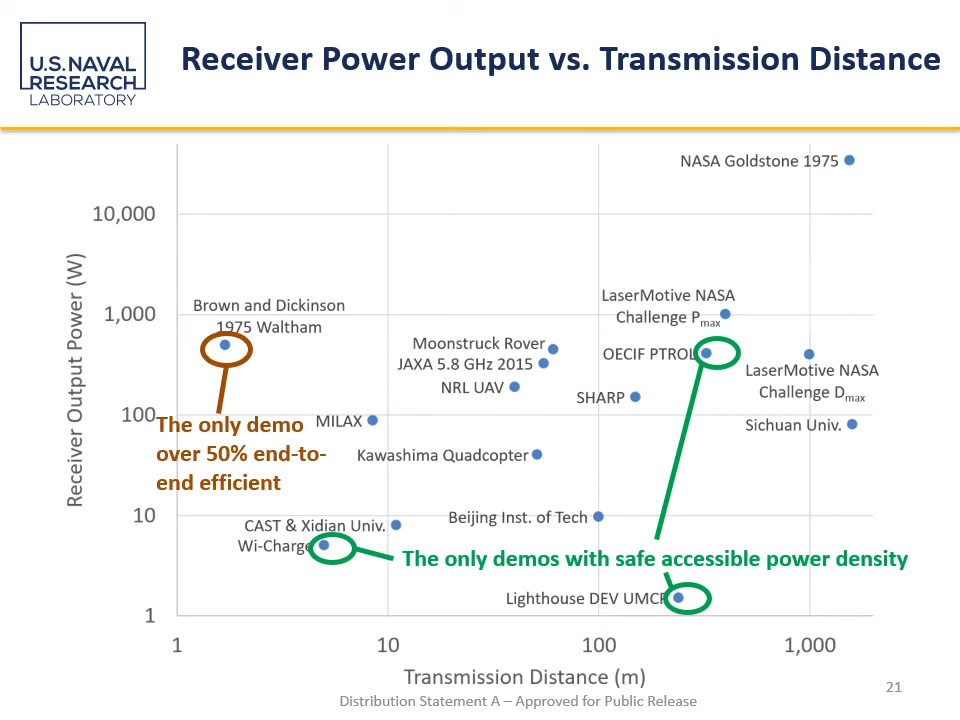 U.S. NAVAL
RESEARCH
LABORATORY
Receiver Power Output vs. Transmission Distance
Receiver Output Power (W)
10,000
1,000
100
10
1
NASA Goldstone 1975
LaserMotive NASA
Challenge Pmax
Brown and Dickinson
1975 Waltham
Moonstruck Rover
JAXA 5.8 GHz 2015
NRL UAV
OECIF PTROL
LaserMotive NASA
Challenge Dmax
SHARP
MILAX
Sichuan Univ.
The only demo
over 50% end-to-
end efficient
Kawashima Quadcopter
CAST & Xidian Univ.
Beijing Inst. of Tech
Wi-Charge
The only demos with safe accessible power density
Lighthouse DEV UMCP
1
10
100
1,000
Transmission Distance (m)
Distribution Statement A – Approved for Public Release
21